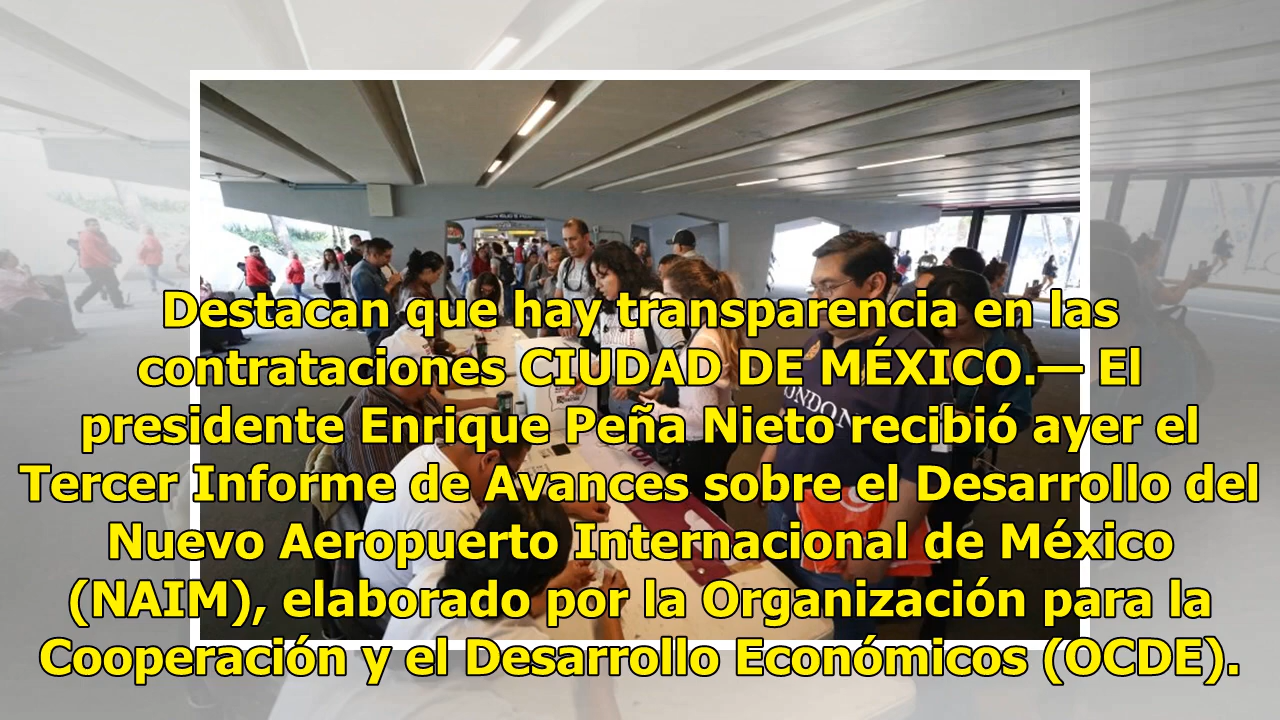 Destacan que hay transparencia en las
contrataciones CIUDAD DE MÉXICO.— El
presidente Enrique Peña Nieto recibió ayer el
Tercer Informe de Avances sobre el Desarrollo del
Nuevo Aeropuerto Internacional de México
(NAIM), elaborado por la Organización para la
Cooperación y el Desarrollo Económicos (OCDE).